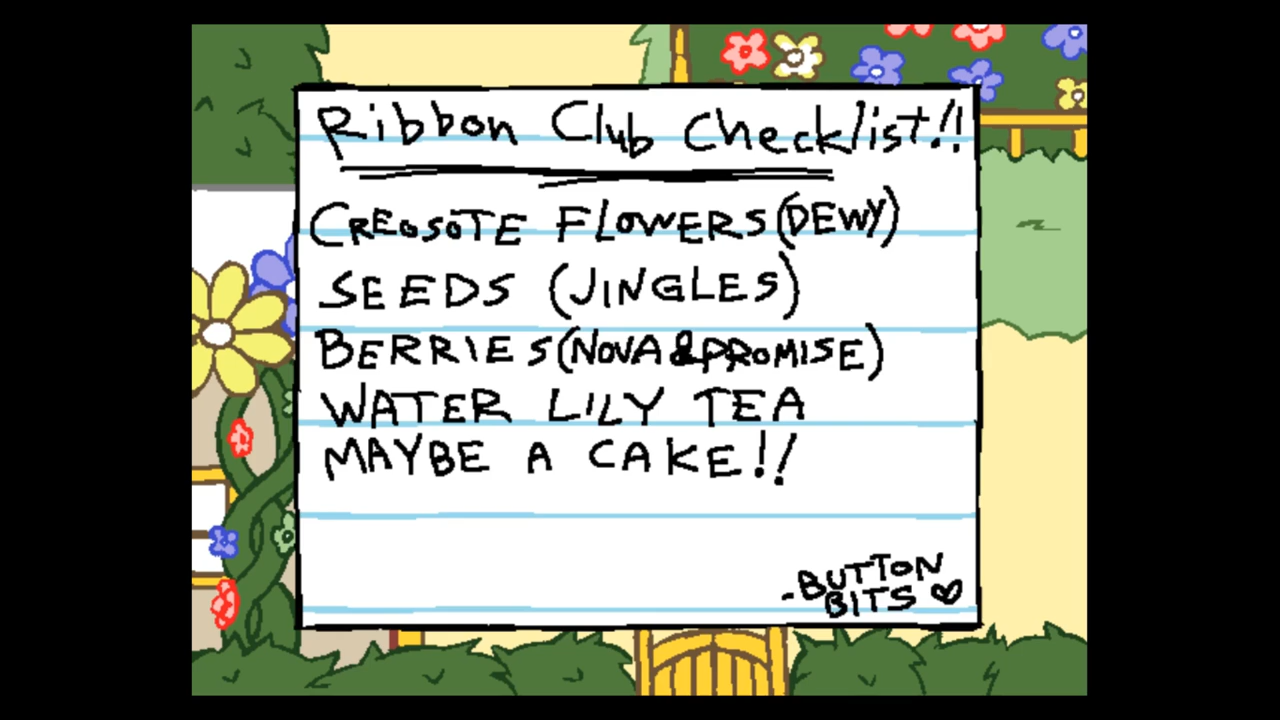 Ribbon Club Checklist!!
CREOSOTE FLOWERS (DEWY)
SEEDS (JINGLES)
BERRIES (NOVA & PROMISE)
WATER LILY TEA
MAYBE A CAKE!!
-BUTTON
BITS ♡